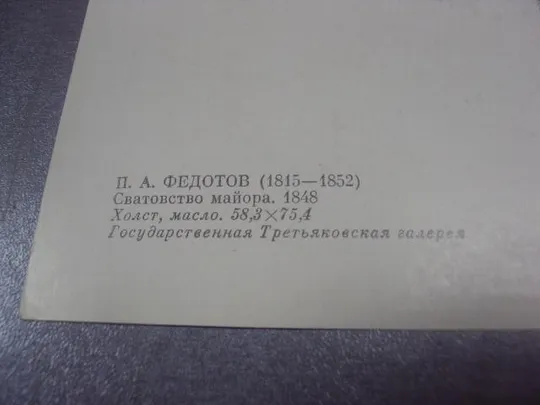 П. А. ФЕДОТОВ (1815—1852)
Сватовство майора. 1848
Холст, масло. 58,3×75,4
Государственная Третьяковская галерея